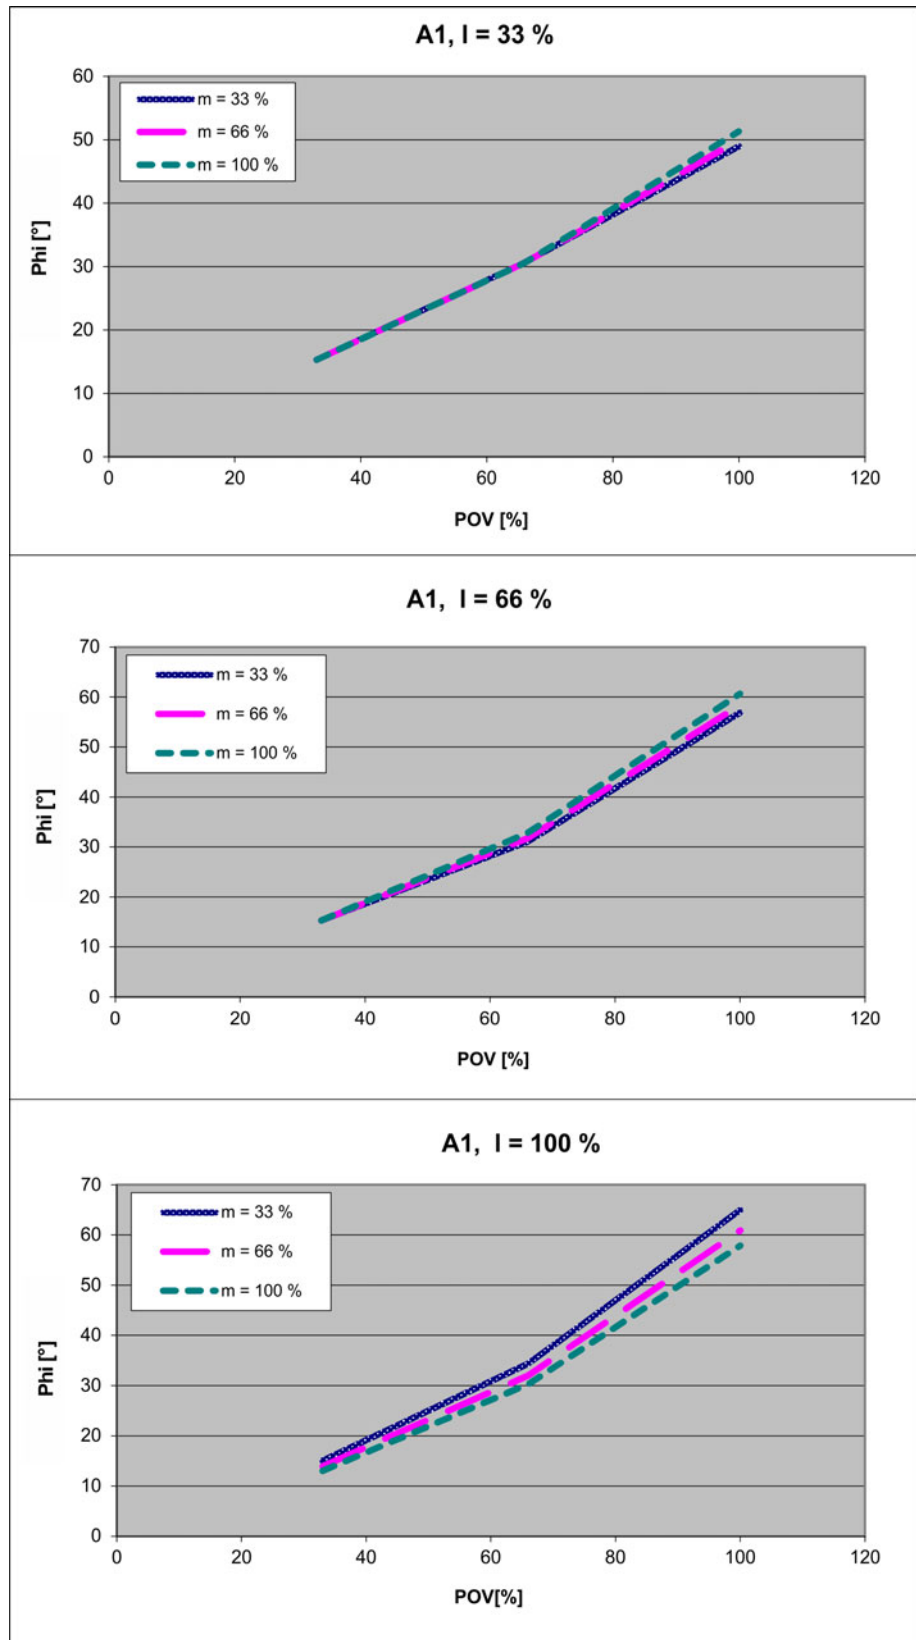 A1, l = 33 %
60
50
40
30
20
10
0
m = 33 %
m = 66 %
m = 100 %
Phi [°]
0 20 40 60 80 100 120
POV [%]
A1, l = 66 %
70
60
50
40
30
20
10
0
m = 33 %
m = 66 %
m = 100 %
Phi [°]
0 20 40 60 80 100 120
POV [%]
A1, l = 100 %
70
60
50
40
30
20
10
0
m = 33 %
m = 66 %
m = 100 %
Phi [°]
0 20 40 60 80 100 120
POV[%]